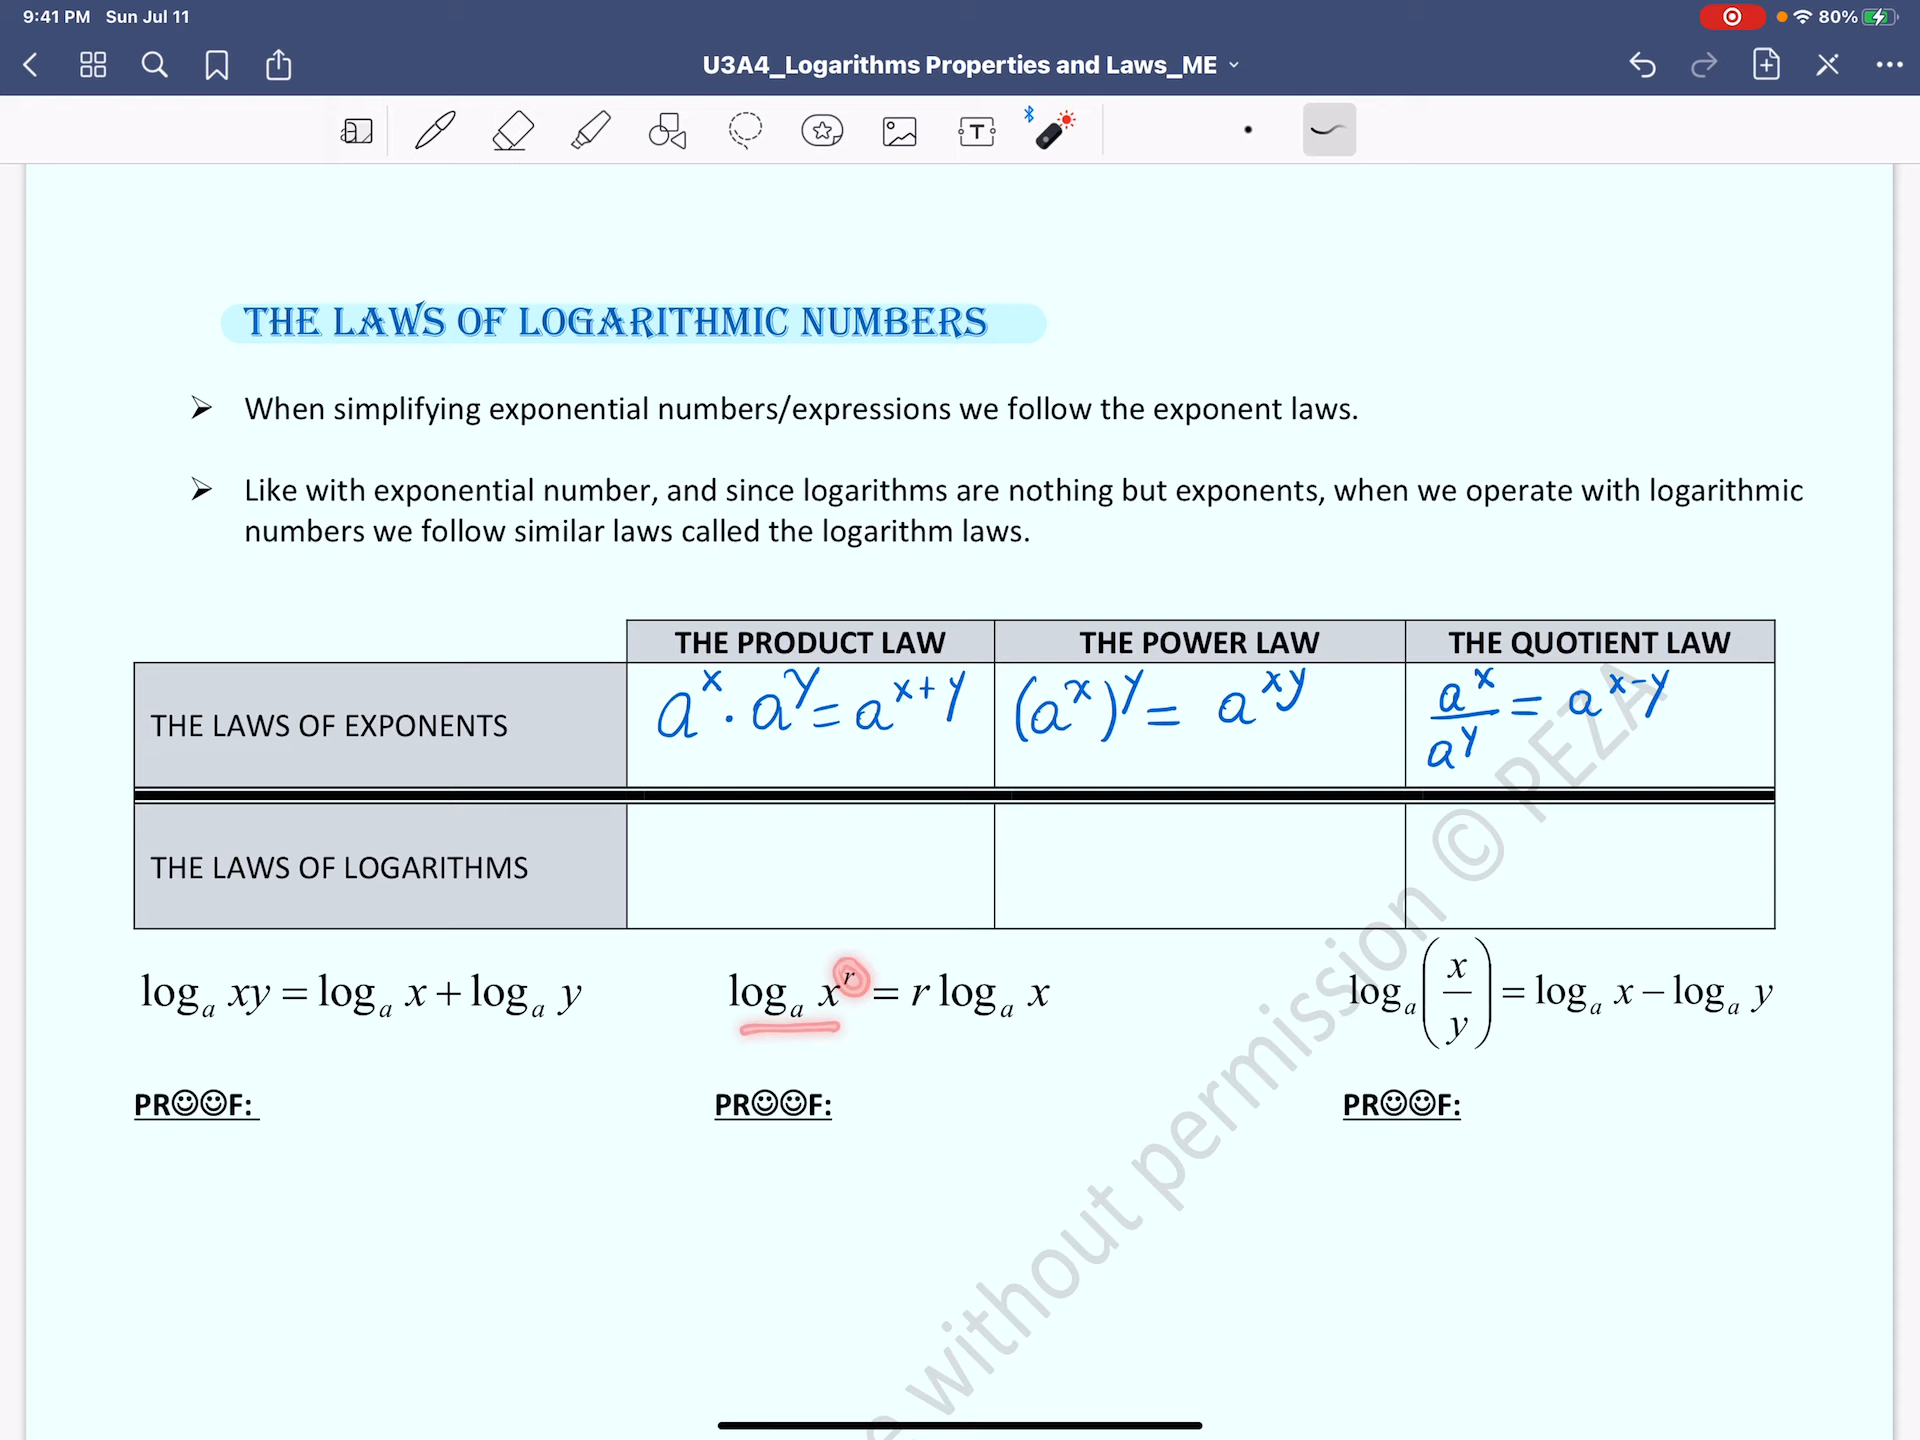 9:41 PM Sun Jul 11
80%
U3A4_Logarithms Properties and Laws_ME
THE LAWS OF LOGARITHMIC NUMBERS
➢ When simplifying exponential numbers/expressions we follow the exponent laws.
➢ Like with exponential number, and since logarithms are nothing but exponents, when we operate with logarithmic
numbers we follow similar laws called the logarithm laws.
THE PRODUCT LAW THE POWER LAW THE QUOTIENT LAW
THE LAWS OF EXPONENTS a^x · a^y = a^(x+y) (a^x)^y = a^(xy) a^x/a^y = a^(x-y)
THE LAWS OF LOGARITHMS
log_a xy = log_a x + log_a y log_a x^r = r log_a x log_a (x/y) = log_a x − log_a y
PR☺☺F: PR☺☺F: PR☺☺F:
without permission © PEZA